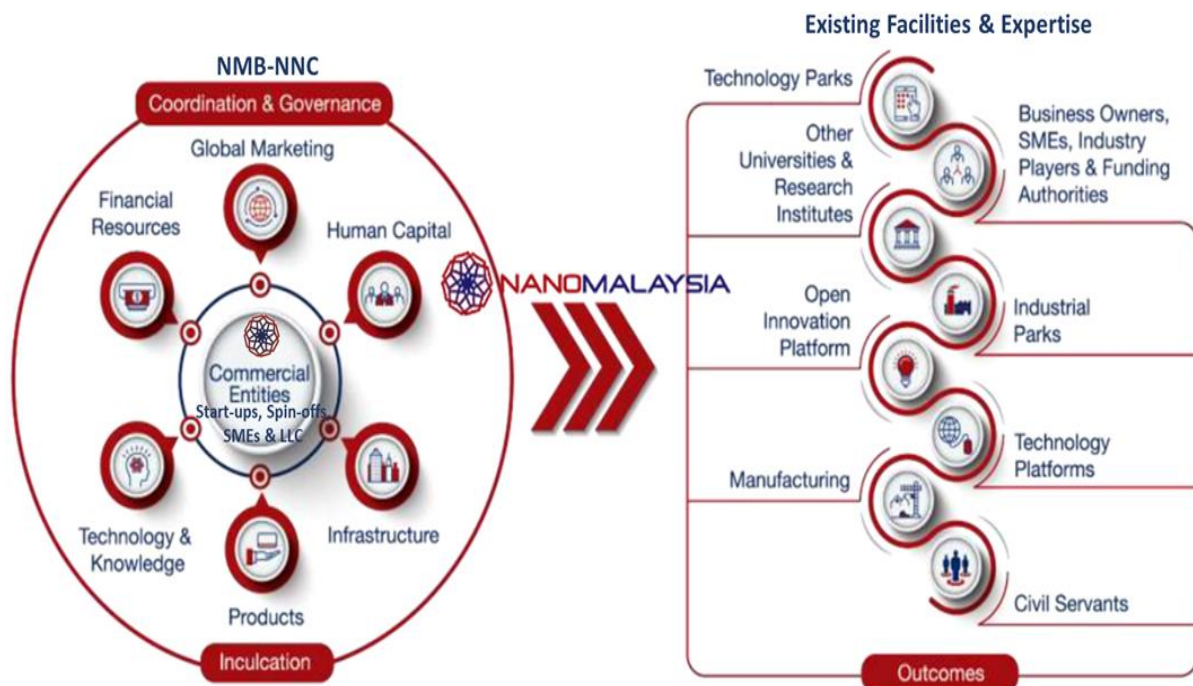 NMB-NNC
Coordination & Governance
Global Marketing
Financial
Resources
Human Capital
Commercial
Entities
Start-ups, Spin-offs
SMEs & LLC
Technology &
Knowledge
Infrastructure
Products
Inculcation
NANOMALAYSIA
Existing Facilities & Expertise
Technology Parks
Business Owners,
SMEs, Industry
Players & Funding
Authorities
Other
Universities &
Research
Institutes
Industrial
Parks
Open
Innovation
Platform
Technology
Platforms
Manufacturing
Civil Servants
Outcomes